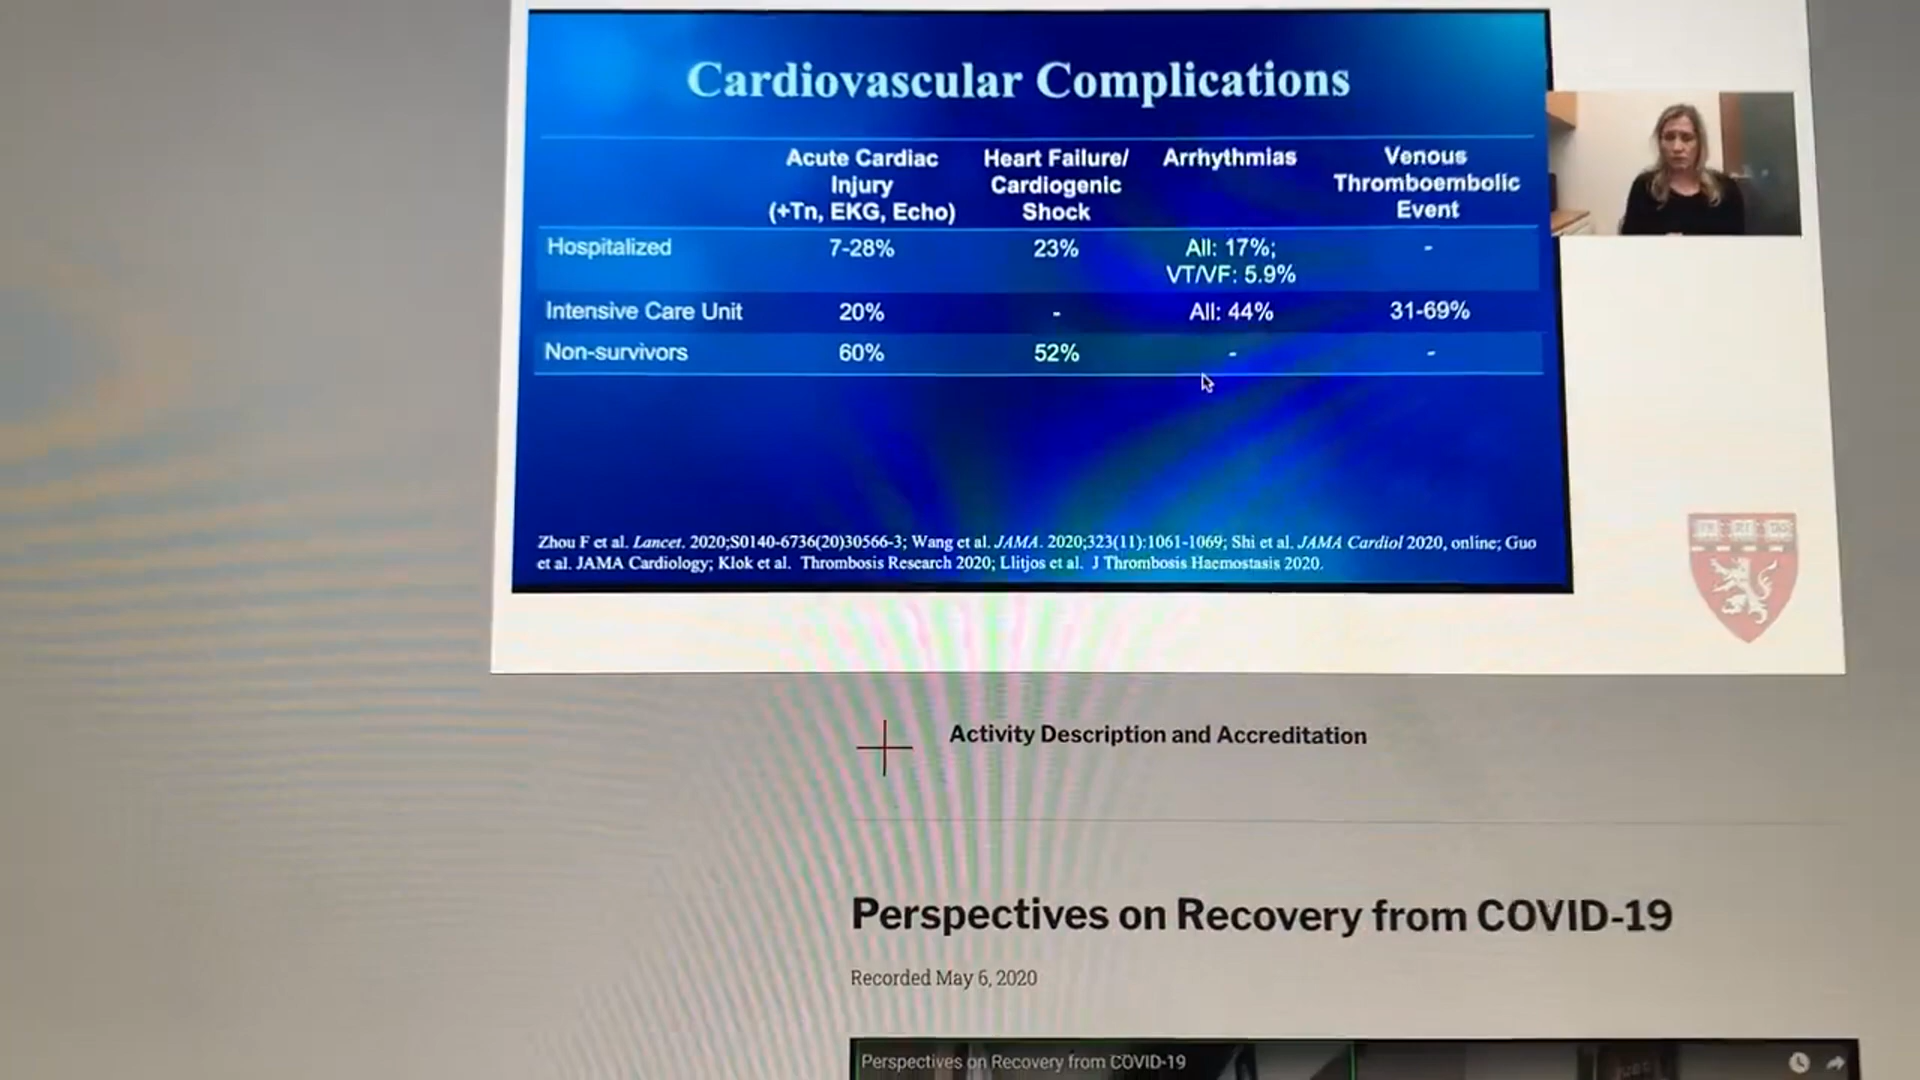 Cardiovascular Complications
Acute Cardiac Injury (+Tn, EKG, Echo)
Heart Failure/ Cardiogenic Shock
Arrhythmias
Venous Thromboembolic Event
Hospitalized 7-28% 23% All: 17%; VT/VF: 5.9% -
Intensive Care Unit 20% - All: 44% 31-69%
Non-survivors 60% 52% - -
Zhou F et al. Lancet. 2020;S0140-6736(20)30566-3; Wang et al. JAMA. 2020;323(11):1061-1069; Shi et al. JAMA Cardiol 2020, online; Guo
et al. JAMA Cardiology; Klok et al. Thrombosis Research 2020; Llitjos et al. J Thrombosis Haemostasis 2020.
Activity Description and Accreditation
Perspectives on Recovery from COVID-19
Recorded May 6, 2020
Perspectives on Recovery from COVID-19